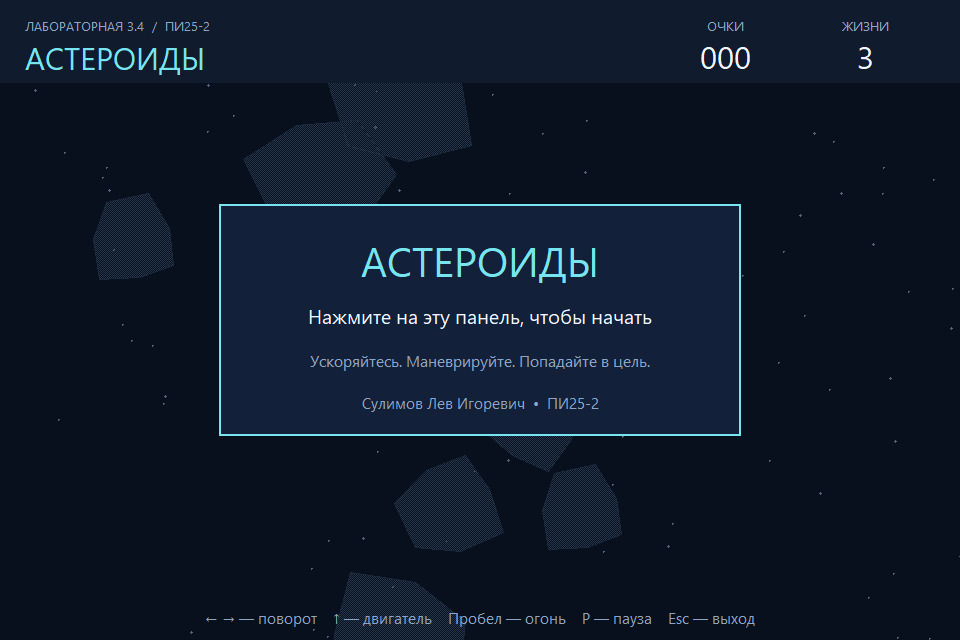 ЛАБОРАТОРНАЯ 3.4 / ПИ25-2
АСТЕРОИДЫ
ОЧКИ
000
ЖИЗНИ
3
АСТЕРОИДЫ
Нажмите на эту панель, чтобы начать
Ускоряйтесь. Маневрируйте. Попадайте в цель.
Сулимов Лев Игоревич • ПИ25-2
← → — поворот ↑ — двигатель Пробел — огонь P — пауза Esc — выход